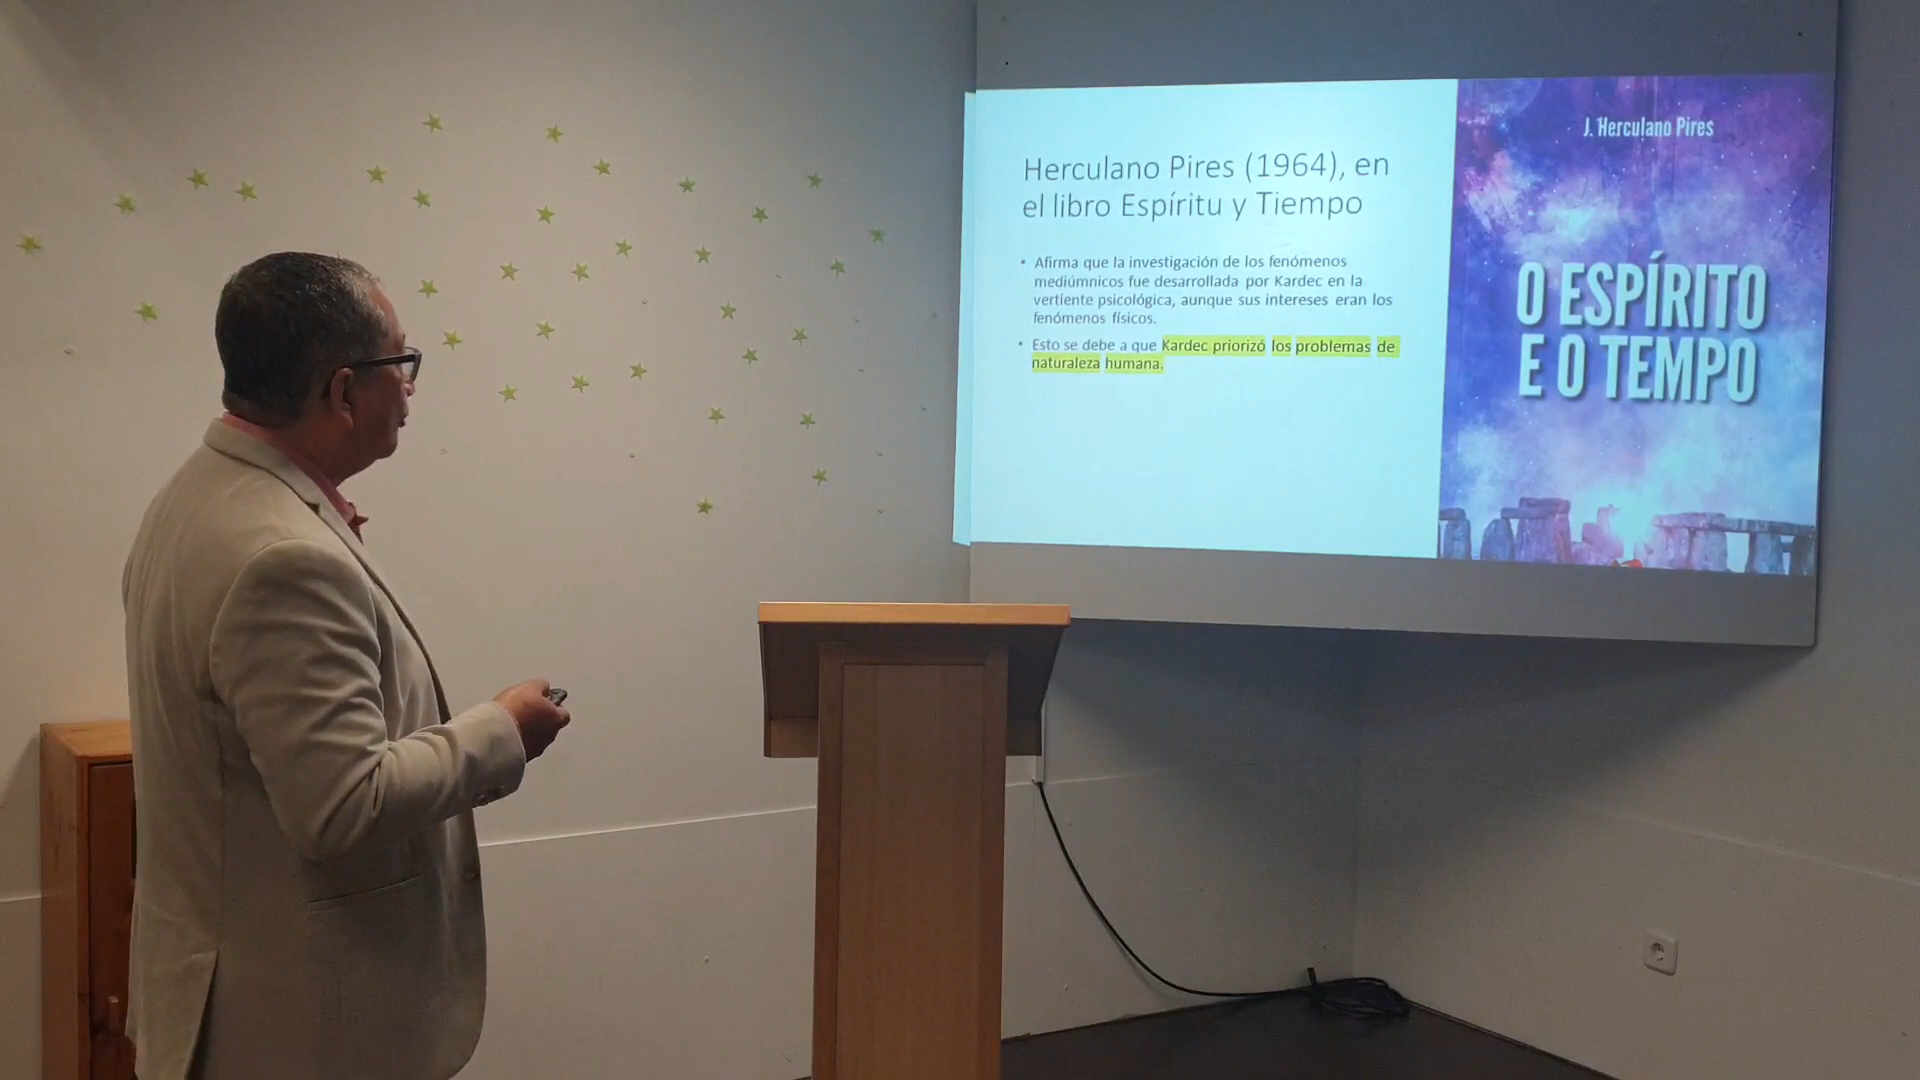 Herculano Pires (1964), en
el libro Espíritu y Tiempo
• Afirma que la investigación de los fenómenos
mediúmnicos fue desarrollada por Kardec en la
vertiente psicológica, aunque sus intereses eran los
fenómenos físicos.
• Esto se debe a que Kardec priorizó los problemas de
naturaleza humana.
J. Herculano Pires
O ESPÍRITO
E O TEMPO